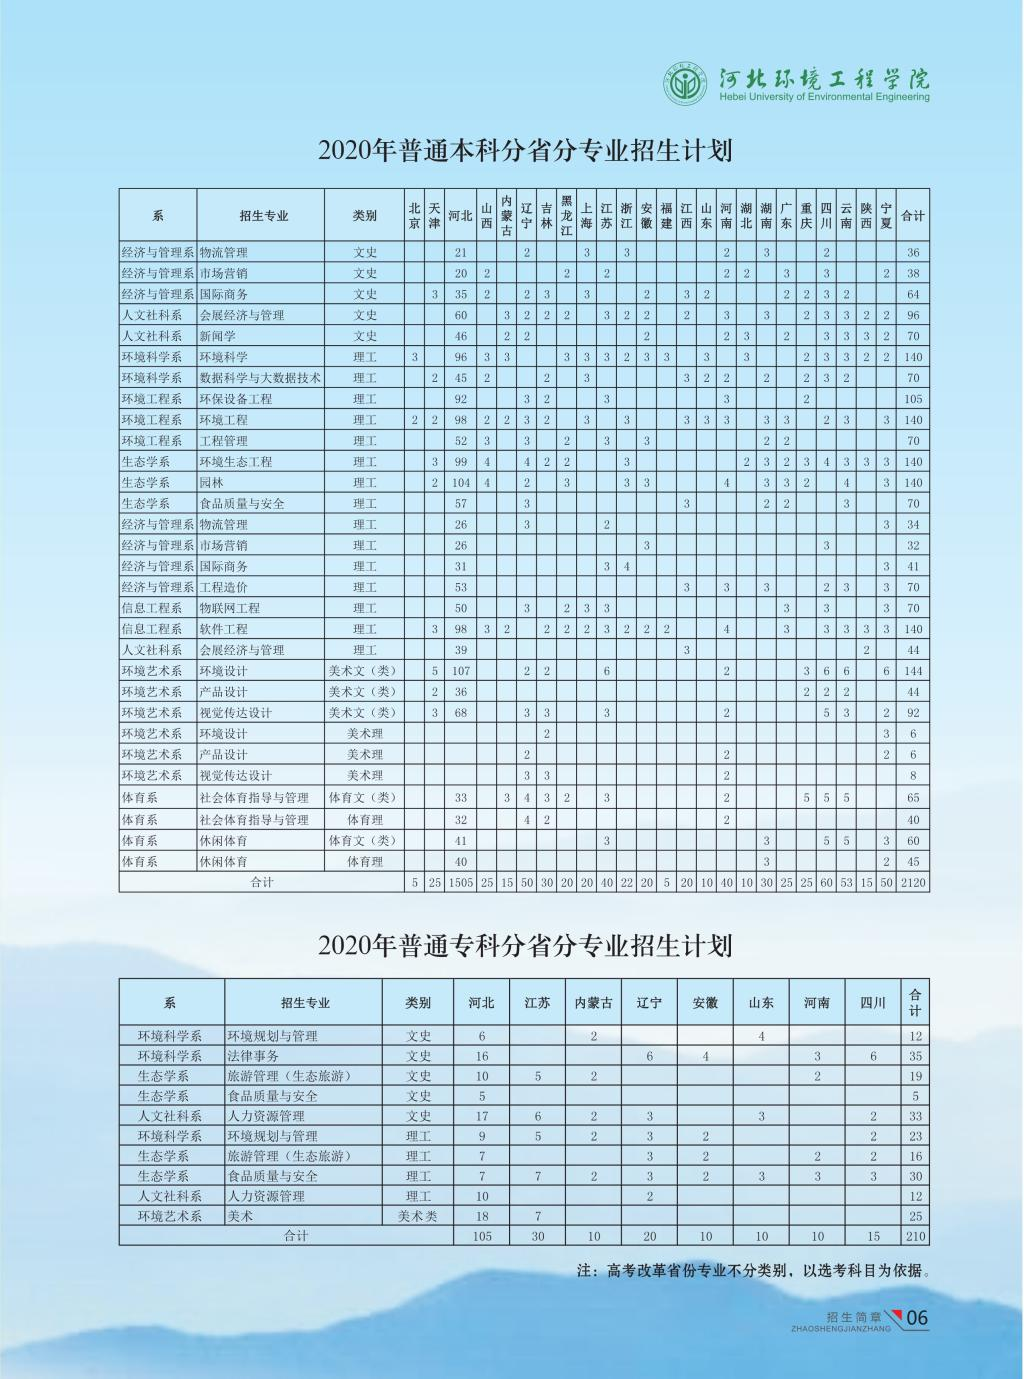 河北环境工程学院
Hebei University of Environmental Engineering
2020年普通本科分省分专业招生计划
系 招生专业 类别 北京 天津 河北 山西 内蒙古 辽宁 吉林 黑龙江 上海 江苏 浙江 安徽 福建 江西 山东 河南 湖北 湖南 广东 重庆 四川 云南 陕西 宁夏 合计
经济与管理系 物流管理 文史 21 2 3 3 2 3 2 36
经济与管理系 市场营销 文史 20 2 2 2 2 2 3 3 2 38
经济与管理系 国际商务 文史 3 35 2 2 3 3 2 3 2 2 2 3 2 64
人文社科系 会展经济与管理 文史 60 3 2 2 2 3 2 2 2 3 3 2 3 3 2 2 96
人文社科系 新闻学 文史 46 2 2 2 2 3 2 3 3 3 2 70
环境科学系 环境科学 理工 3 96 3 3 3 3 3 2 3 3 3 3 2 3 3 2 2 140
环境科学系 数据科学与大数据技术 理工 2 45 2 2 3 3 2 2 2 2 3 2 70
环境工程系 环保设备工程 理工 92 3 2 3 3 2 105
环境工程系 环境工程 理工 2 2 98 2 2 3 2 3 3 3 3 3 3 3 2 3 3 140
环境工程系 工程管理 理工 52 3 3 2 3 3 2 2 70
生态学系 环境生态工程 理工 3 99 4 4 2 2 3 2 3 2 3 4 3 3 3 140
生态学系 园林 理工 2 104 4 2 3 3 3 4 3 3 2 4 3 140
生态学系 食品质量与安全 理工 57 3 3 2 2 3 70
经济与管理系 物流管理 理工 26 3 2 3 34
经济与管理系 市场营销 理工 26 3 3 32
经济与管理系 国际商务 理工 31 3 4 3 41
经济与管理系 工程造价 理工 53 3 3 3 2 3 3 70
信息工程系 物联网工程 理工 50 3 2 3 3 3 3 3 70
信息工程系 软件工程 理工 3 98 3 2 2 2 2 3 2 2 2 4 3 3 3 3 3 140
人文社科系 会展经济与管理 理工 39 3 2 44
环境艺术系 环境设计 美术文（类） 5 107 2 2 6 2 3 6 6 6 144
环境艺术系 产品设计 美术文（类） 2 36 2 2 2 44
环境艺术系 视觉传达设计 美术文（类） 3 68 3 3 3 2 5 3 2 92
环境艺术系 环境设计 美术理 2 3 6
环境艺术系 产品设计 美术理 2 2 2 6
环境艺术系 视觉传达设计 美术理 3 3 2 8
体育系 社会体育指导与管理 体育文（类） 33 3 4 3 2 3 2 5 5 5 65
体育系 社会体育指导与管理 体育理 32 4 2 2 40
体育系 休闲体育 体育文（类） 41 3 3 5 5 3 60
体育系 休闲体育 体育理 40 3 2 45
合计 5 25 1505 25 15 50 30 20 20 40 22 20 5 20 10 40 10 30 25 25 60 53 15 50 2120
2020年普通专科分省分专业招生计划
系 招生专业 类别 河北 江苏 内蒙古 辽宁 安徽 山东 河南 四川 合计
环境科学系 环境规划与管理 文史 6 2 4 12
环境科学系 法律事务 文史 16 6 4 3 6 35
生态学系 旅游管理（生态旅游） 文史 10 5 2 2 19
生态学系 食品质量与安全 文史 5 5
人文社科系 人力资源管理 文史 17 6 2 3 3 2 33
环境科学系 环境规划与管理 理工 9 5 2 3 2 2 23
生态学系 旅游管理（生态旅游） 理工 7 3 2 2 2 16
生态学系 食品质量与安全 理工 7 7 2 3 2 3 3 3 30
人文社科系 人力资源管理 理工 10 2 12
环境艺术系 美术 美术类 18 7 25
合计 105 30 10 20 10 10 10 15 210
注：高考改革省份专业不分类别，以选考科目为依据。
招生简章 06
ZHAOSHENGJIANZHANG